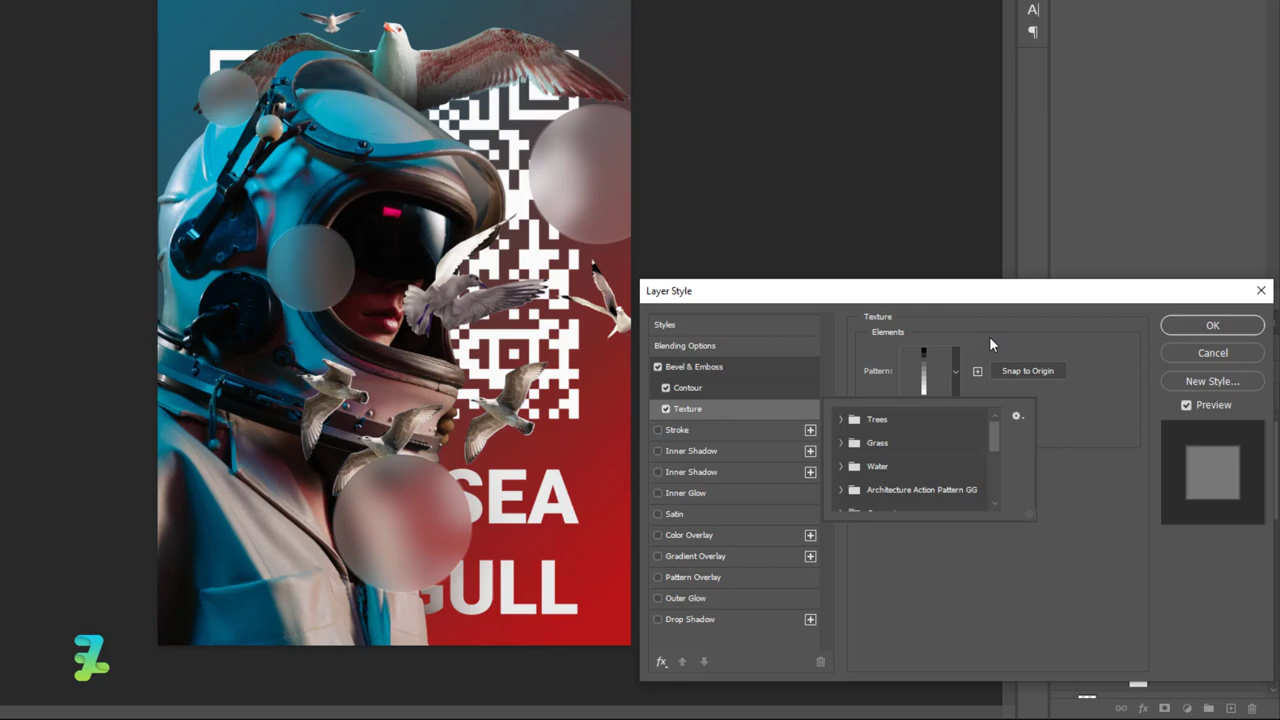 A|
SEA
GULL
Layer Style
Styles
Blending Options
Bevel & Emboss
Contour
Texture
Stroke
Inner Shadow
Inner Shadow
Inner Glow
Satin
Color Overlay
Gradient Overlay
Pattern Overlay
Outer Glow
Drop Shadow
fx
Texture
Elements
Pattern:
Snap to Origin
Trees
Grass
Water
Architecture Action Pattern GG
OK
Cancel
New Style...
Preview
fx